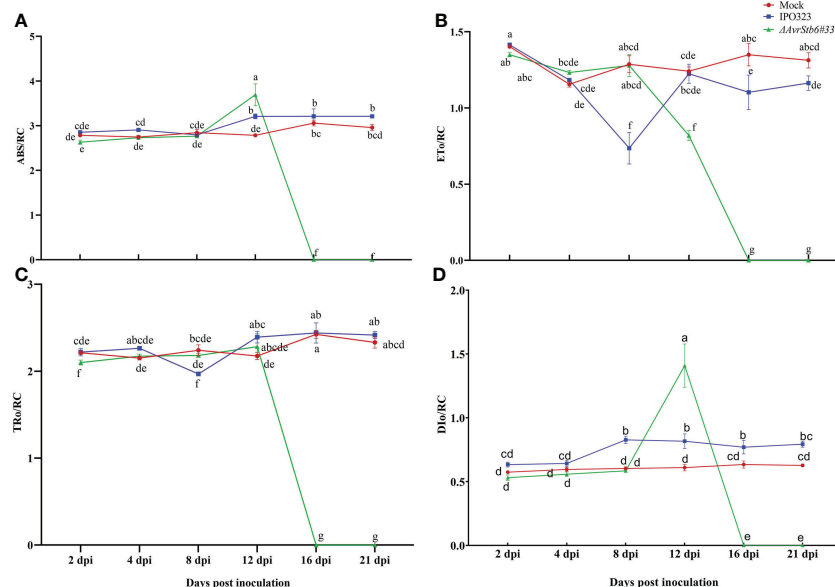 A
B
Mock
IPO323
ΔAvrStb6#33
ABS/RC
5
4
3
2
1
0
cde
cd
cde
b
a
b
b
de
de
de
de
bc
bcd
e
f
f
ETo/RC
1.5
1.0
0.5
0.0
a
ab
abc
bcde
cde
de
abcd
abcd
f
cde
bcde
f
abc
e
abcd
de
g
g
C
D
TRo/RC
3
2
1
0
cde
abcde
bcde
abc
ab
ab
f
de
de
f
abcde
de
a
abcd
g
g
2 dpi
4 dpi
8 dpi
12 dpi
16 dpi
21 dpi
Days post inoculation
DIo/RC
2.0
1.5
1.0
0.5
0.0
cd
cd
b
a
b
b
bc
d
d
d
d
d
cd
cd
d
d
e
e
2 dpi
4 dpi
8 dpi
12 dpi
16 dpi
21 dpi
Days post inoculation